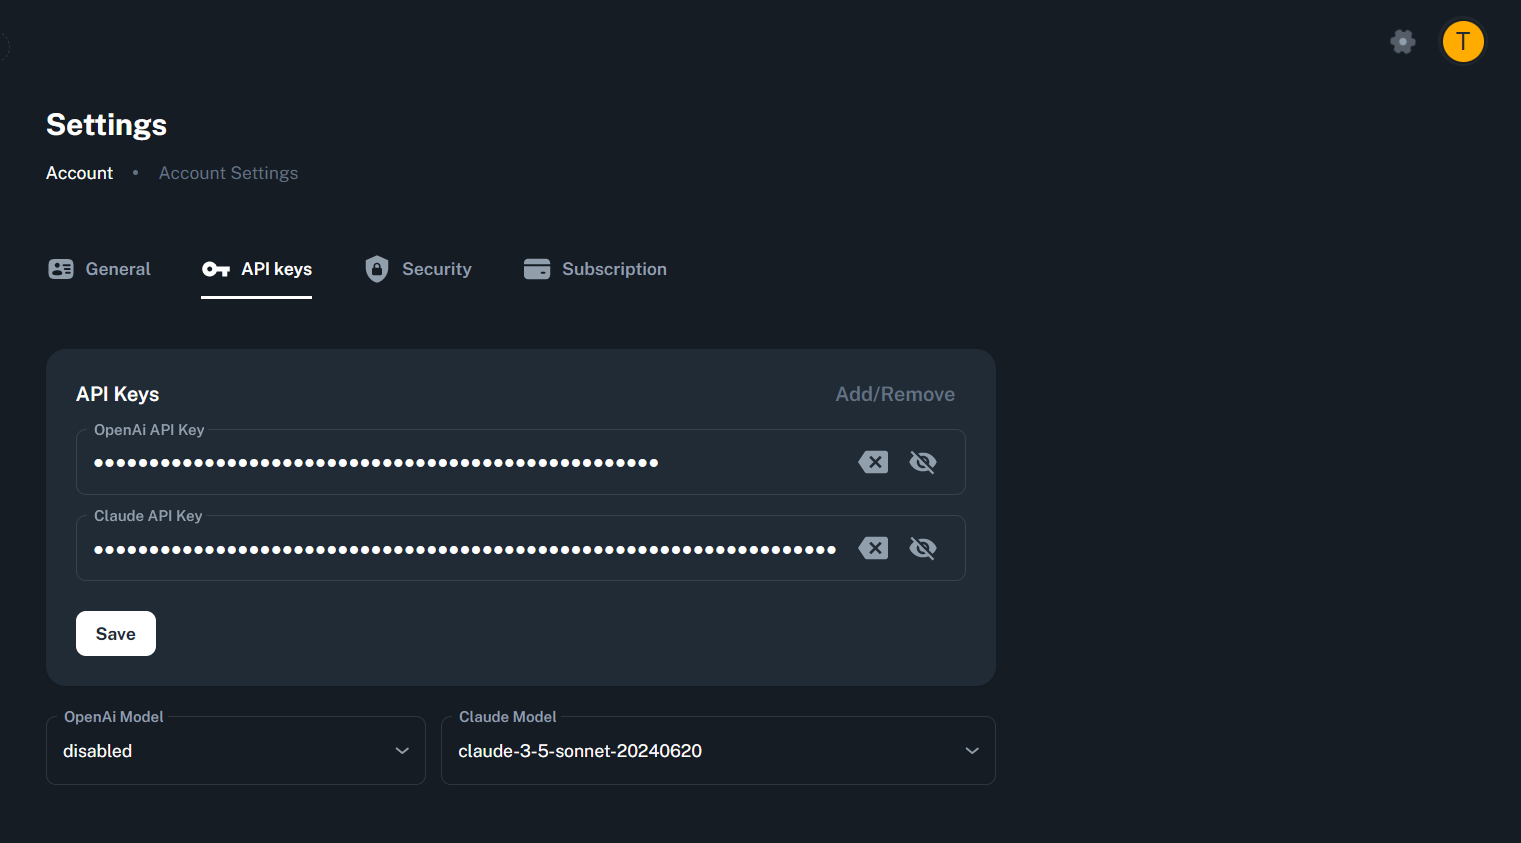 T
Settings
Account • Account Settings
General API keys Security Subscription
API Keys Add/Remove
OpenAi API Key
Claude API Key
Save
OpenAi Model Claude Model
disabled claude-3-5-sonnet-20240620